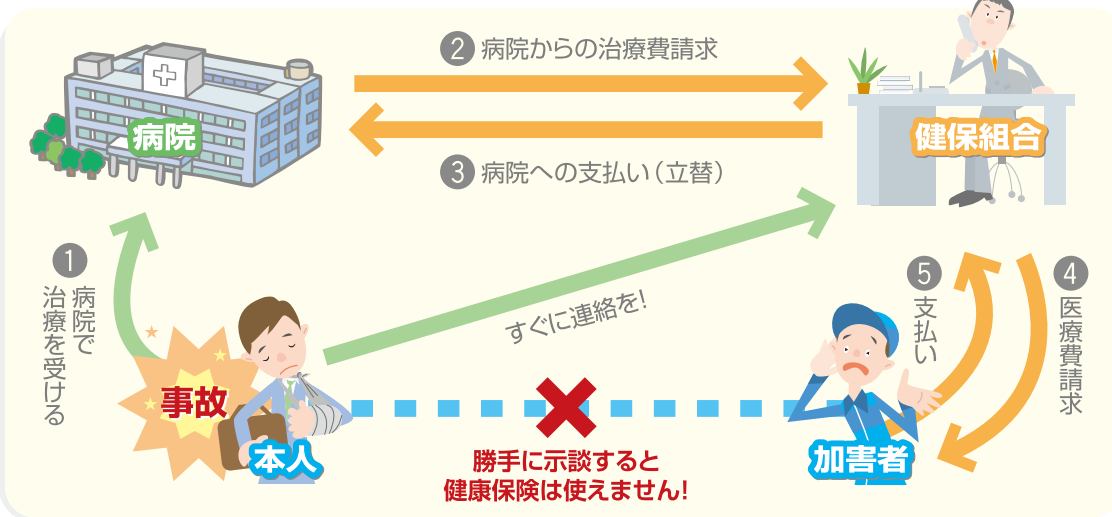 2 病院からの治療費請求
病院
健保組合
3 病院への支払い（立替）
1
病院で
治療を受ける
すぐに連絡を！
5
支払い
4
医療費請求
事故
本人
加害者
勝手に示談すると
健康保険は使えません！